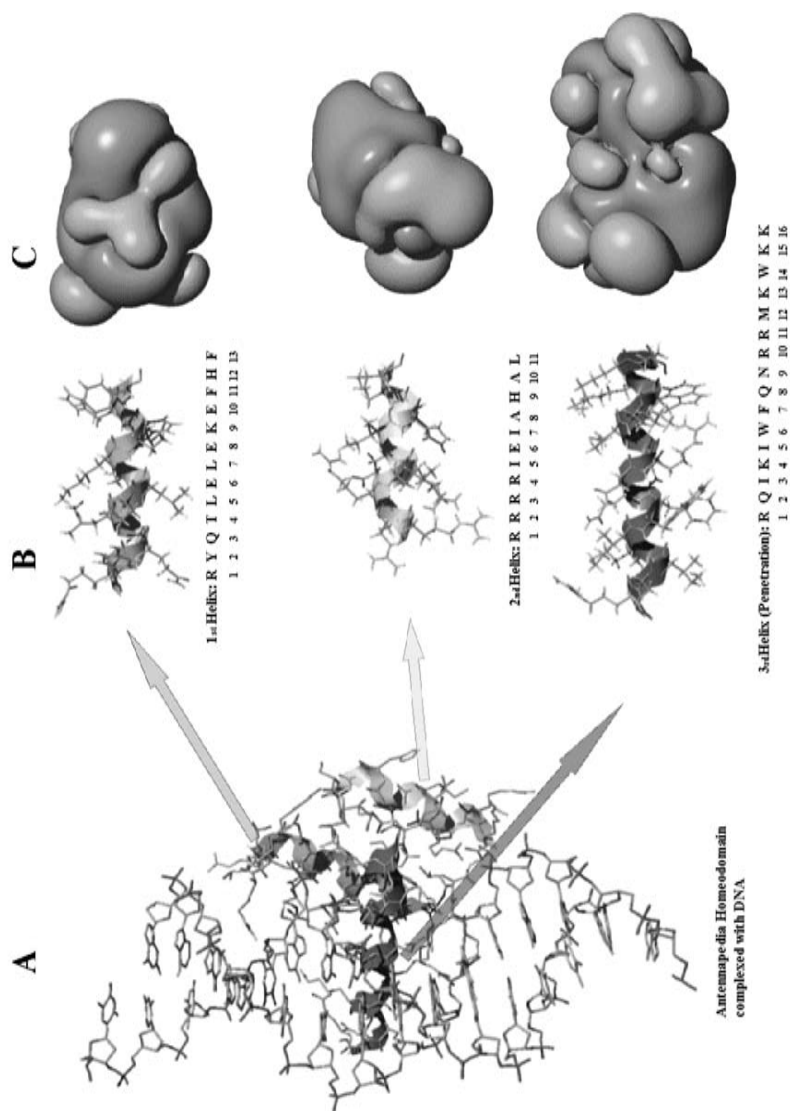 A
B
C
1st Helix: R Y Q T L E L E K E F H F
1 2 3 4 5 6 7 8 9 10 11 12 13
2nd Helix: R R R R I E I A H A L
1 2 3 4 5 6 7 8 9 10 11
3rd Helix (Penetration): R Q I K I W F Q N R R M K W K K
1 2 3 4 5 6 7 8 9 10 11 12 13 14 15 16
Antennapedia Homeodomain
complexed with DNA